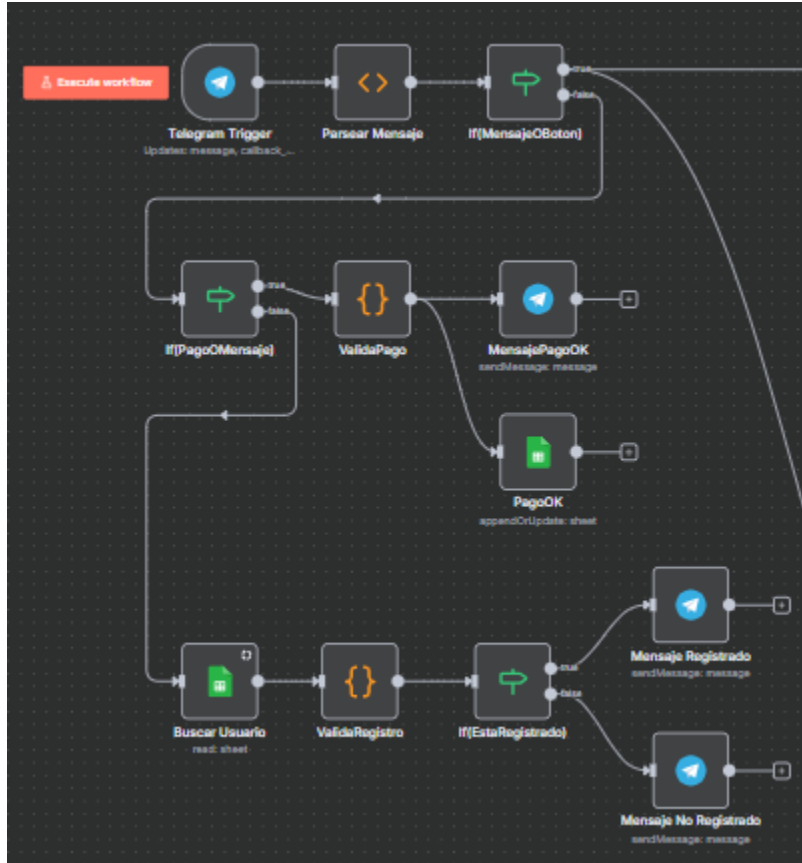 Execute workflow
Telegram Trigger
Updates: message, callback_...
Parsear Mensaje
If(MensajeOBoton)
true
false
If(PagoOMensaje)
true
false
ValidaPago
MensajePagoOK
sendMessage: message
PagoOK
appendOrUpdate: sheet
Buscar Usuario
read: sheet
ValidaRegistro
If(EstaRegistrado)
true
false
Mensaje Registrado
sendMessage: message
Mensaje No Registrado
sendMessage: message